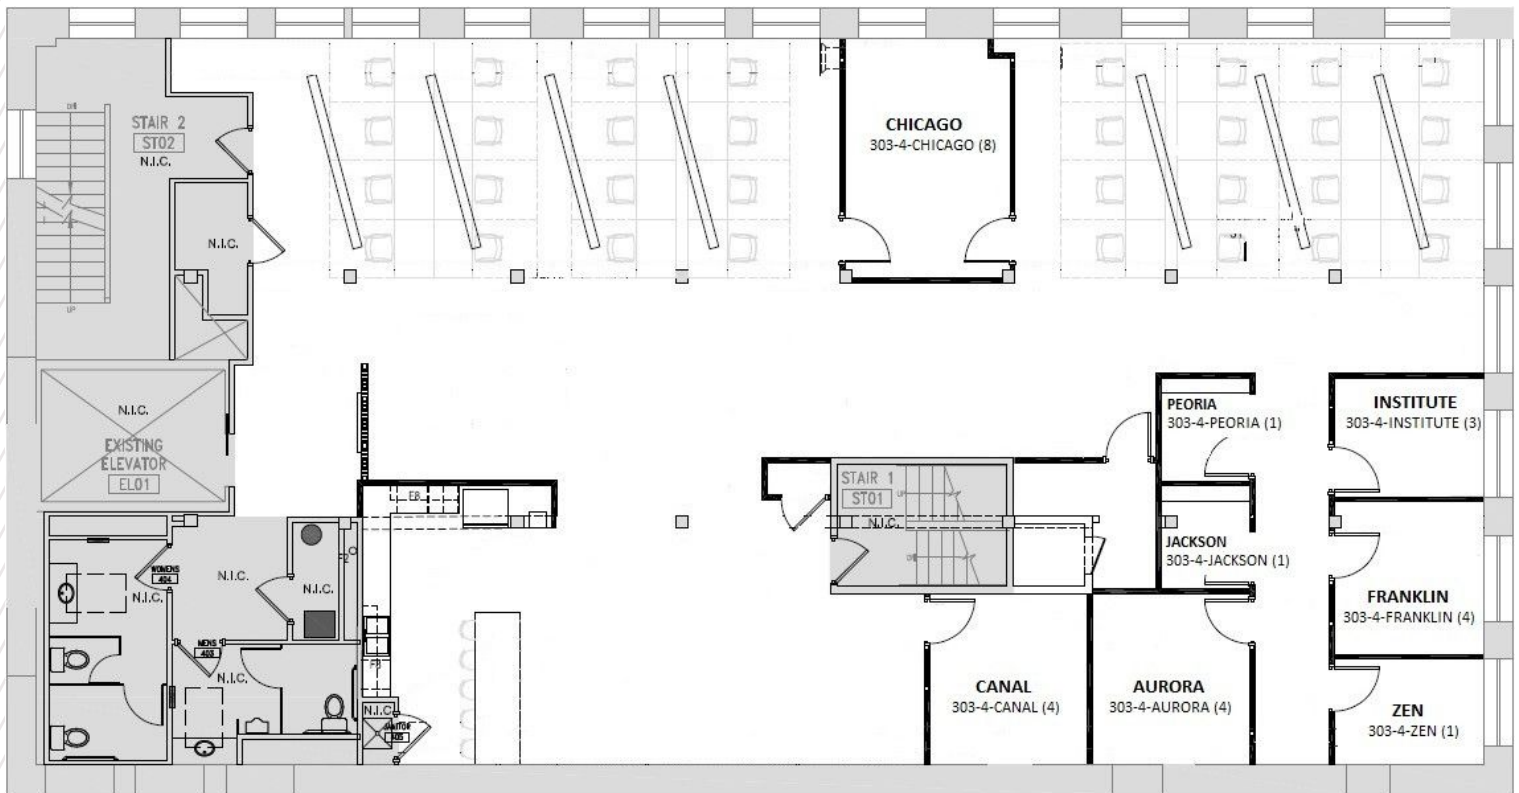 STAIR 2
ST02
N.I.C.
CHICAGO
303-4-CHICAGO (8)
N.I.C.
UP
N.I.C.
EXISTING
ELEVATOR
EL01
PEORIA
303-4-PEORIA (1)
INSTITUTE
303-4-INSTITUTE (3)
STAIR 1
ST01
UP
N.I.C.
JACKSON
303-4-JACKSON (1)
WOMENS
404
N.I.C.
N.I.C.
N.I.C.
FRANKLIN
303-4-FRANKLIN (4)
MENS
403
N.I.C.
CANAL
303-4-CANAL (4)
AURORA
303-4-AURORA (4)
N.I.C.
ZEN
303-4-ZEN (1)